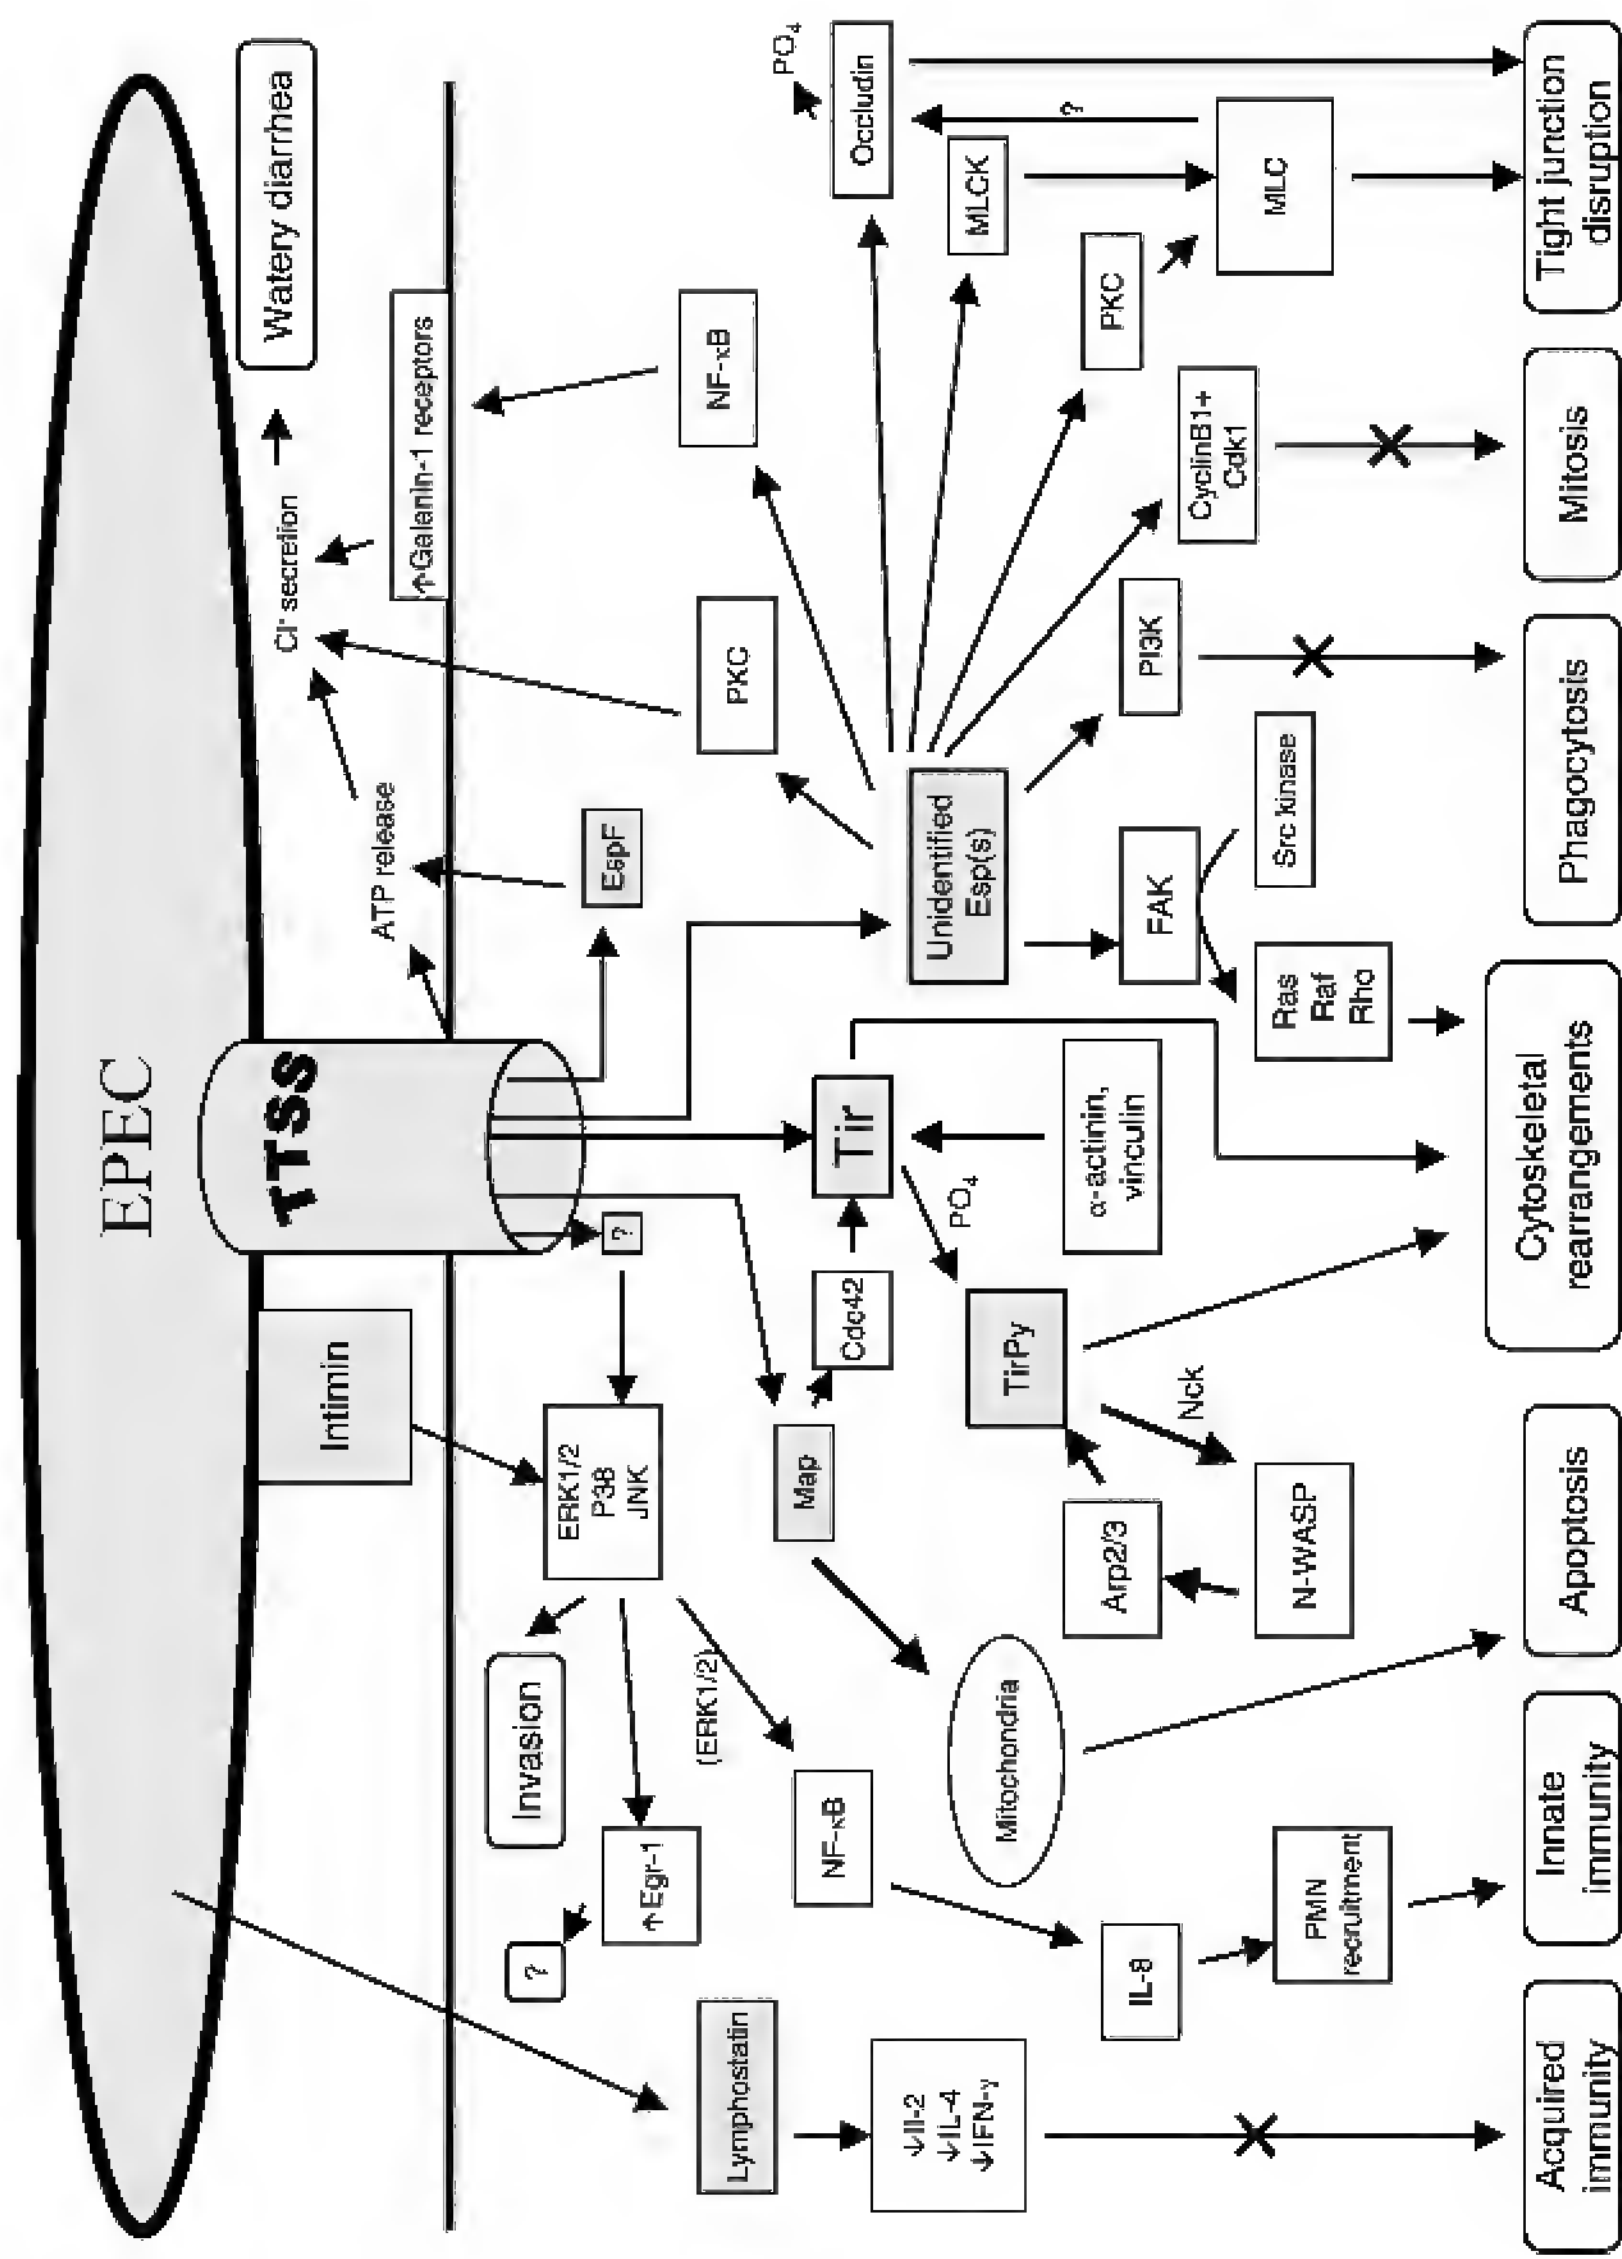 EPEC
TTSS
Intimin
Watery diarrhea
Cl- secretion
ATP release
↑Galanin-1 receptors
Invasion
?
↑Egr-1
ERK1/2
P38
JNK
?
EspF
(ERK1/2)
Lymphostatin
NF-κB
Map
Cdc42
Tir
PKC
NF-κB
PO4
Occludin
↓Il-2
↓IL-4
↓IFN-γ
Mitochondria
TirPy
PO4
Unidentified
Esp(s)
MLCK
?
IL-8
Arp2/3
Nck
α-actinin,
vinculin
FAK
PI3K
CyclinB1+
Cdk1
PKC
MLC
PMN
recruitment
N-WASP
Ras
Raf
Rho
Src kinase
Acquired
immunity
Innate
immunity
Apoptosis
Cytoskeletal
rearrangements
Phagocytosis
Mitosis
Tight junction
disruption